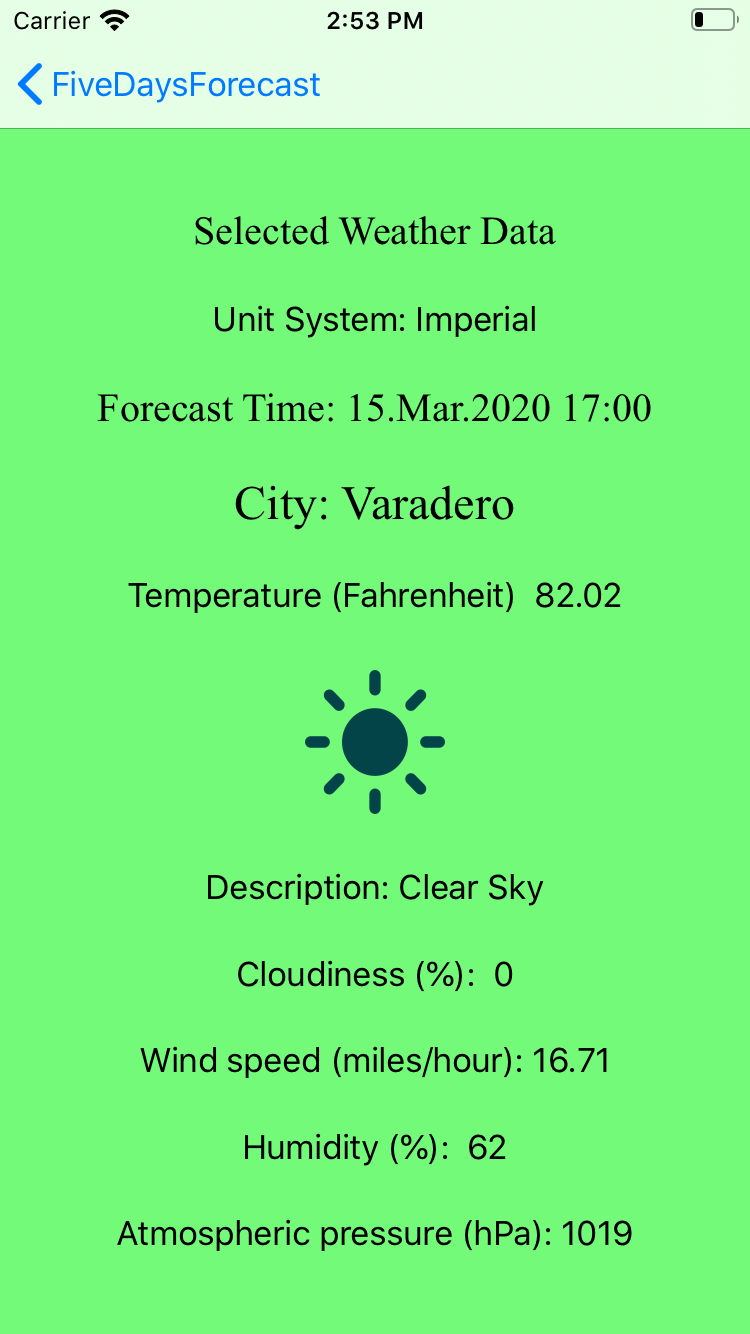 Carrier 2:53 PM
FiveDaysForecast
Selected Weather Data
Unit System: Imperial
Forecast Time: 15.Mar.2020 17:00
City: Varadero
Temperature (Fahrenheit)  82.02
Description: Clear Sky
Cloudiness (%):  0
Wind speed (miles/hour): 16.71
Humidity (%):  62
Atmospheric pressure (hPa): 1019